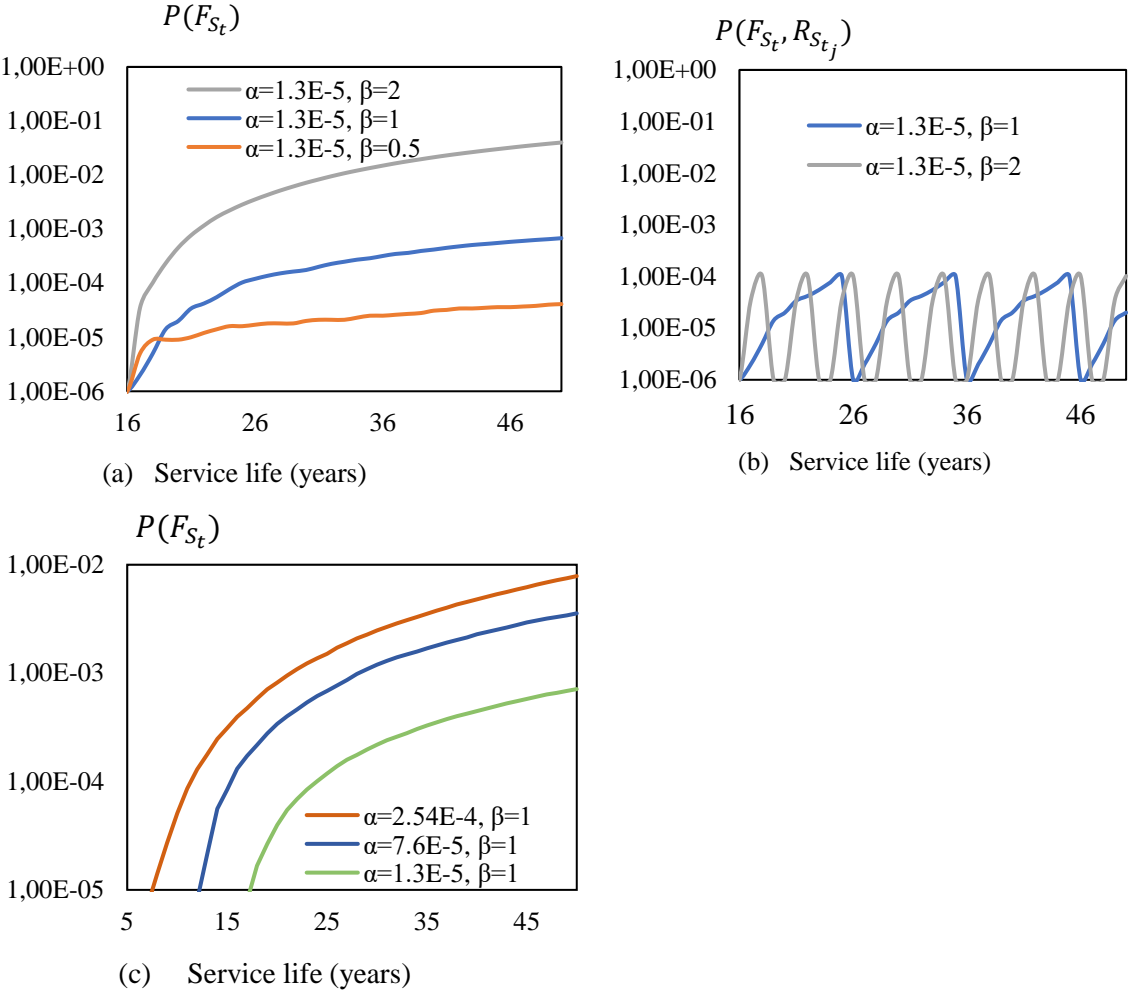 P(F_{S_t})
1,00E+00
1,00E-01
1,00E-02
1,00E-03
1,00E-04
1,00E-05
1,00E-06
α=1.3E-5, β=2
α=1.3E-5, β=1
α=1.3E-5, β=0.5
16 26 36 46
(a) Service life (years)
P(F_{S_t}, R_{S_{t_j}})
1,00E+00
1,00E-01
1,00E-02
1,00E-03
1,00E-04
1,00E-05
1,00E-06
α=1.3E-5, β=1
α=1.3E-5, β=2
16 26 36 46
(b) Service life (years)
P(F_{S_t})
1,00E-02
1,00E-03
1,00E-04
1,00E-05
α=2.54E-4, β=1
α=7.6E-5, β=1
α=1.3E-5, β=1
5 15 25 35 45
(c) Service life (years)